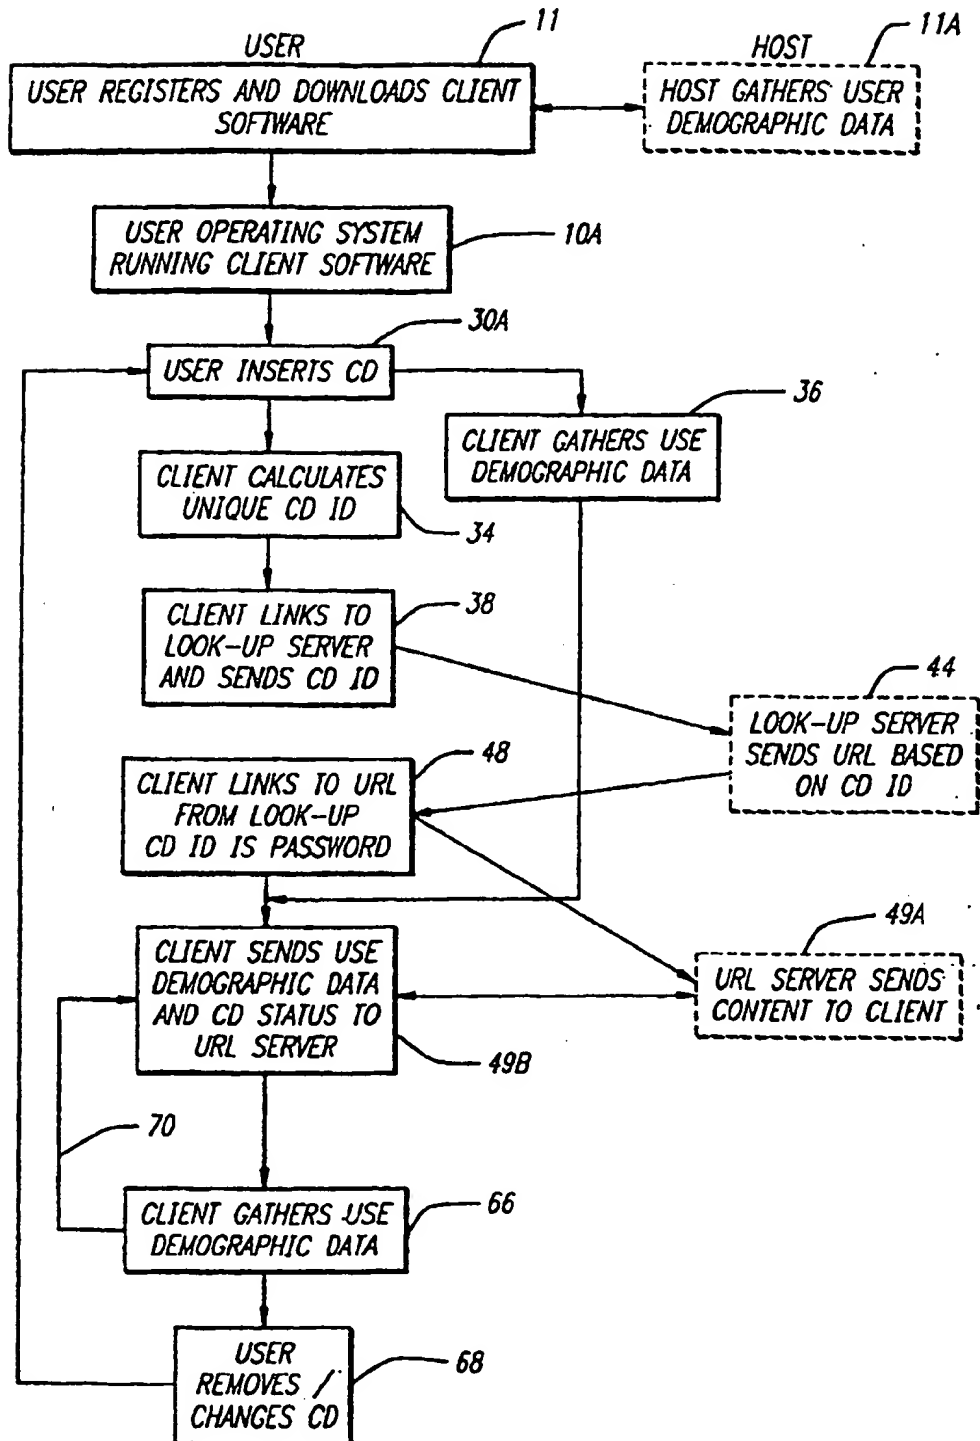 USER
11
HOST
11A
USER REGISTERS AND DOWNLOADS CLIENT
SOFTWARE
HOST GATHERS USER
DEMOGRAPHIC DATA
USER OPERATING SYSTEM
RUNNING CLIENT SOFTWARE
10A
30A
USER INSERTS CD
36
CLIENT GATHERS USE
DEMOGRAPHIC DATA
CLIENT CALCULATES
UNIQUE CD ID
34
CLIENT LINKS TO
LOOK-UP SERVER
AND SENDS CD ID
38
44
LOOK-UP SERVER
SENDS URL BASED
ON CD ID
48
CLIENT LINKS TO URL
FROM LOOK-UP
CD ID IS PASSWORD
49A
CLIENT SENDS USE
DEMOGRAPHIC DATA
AND CD STATUS TO
URL SERVER
URL SERVER SENDS
CONTENT TO CLIENT
49B
70
66
CLIENT GATHERS USE
DEMOGRAPHIC DATA
USER
REMOVES /
CHANGES CD
68